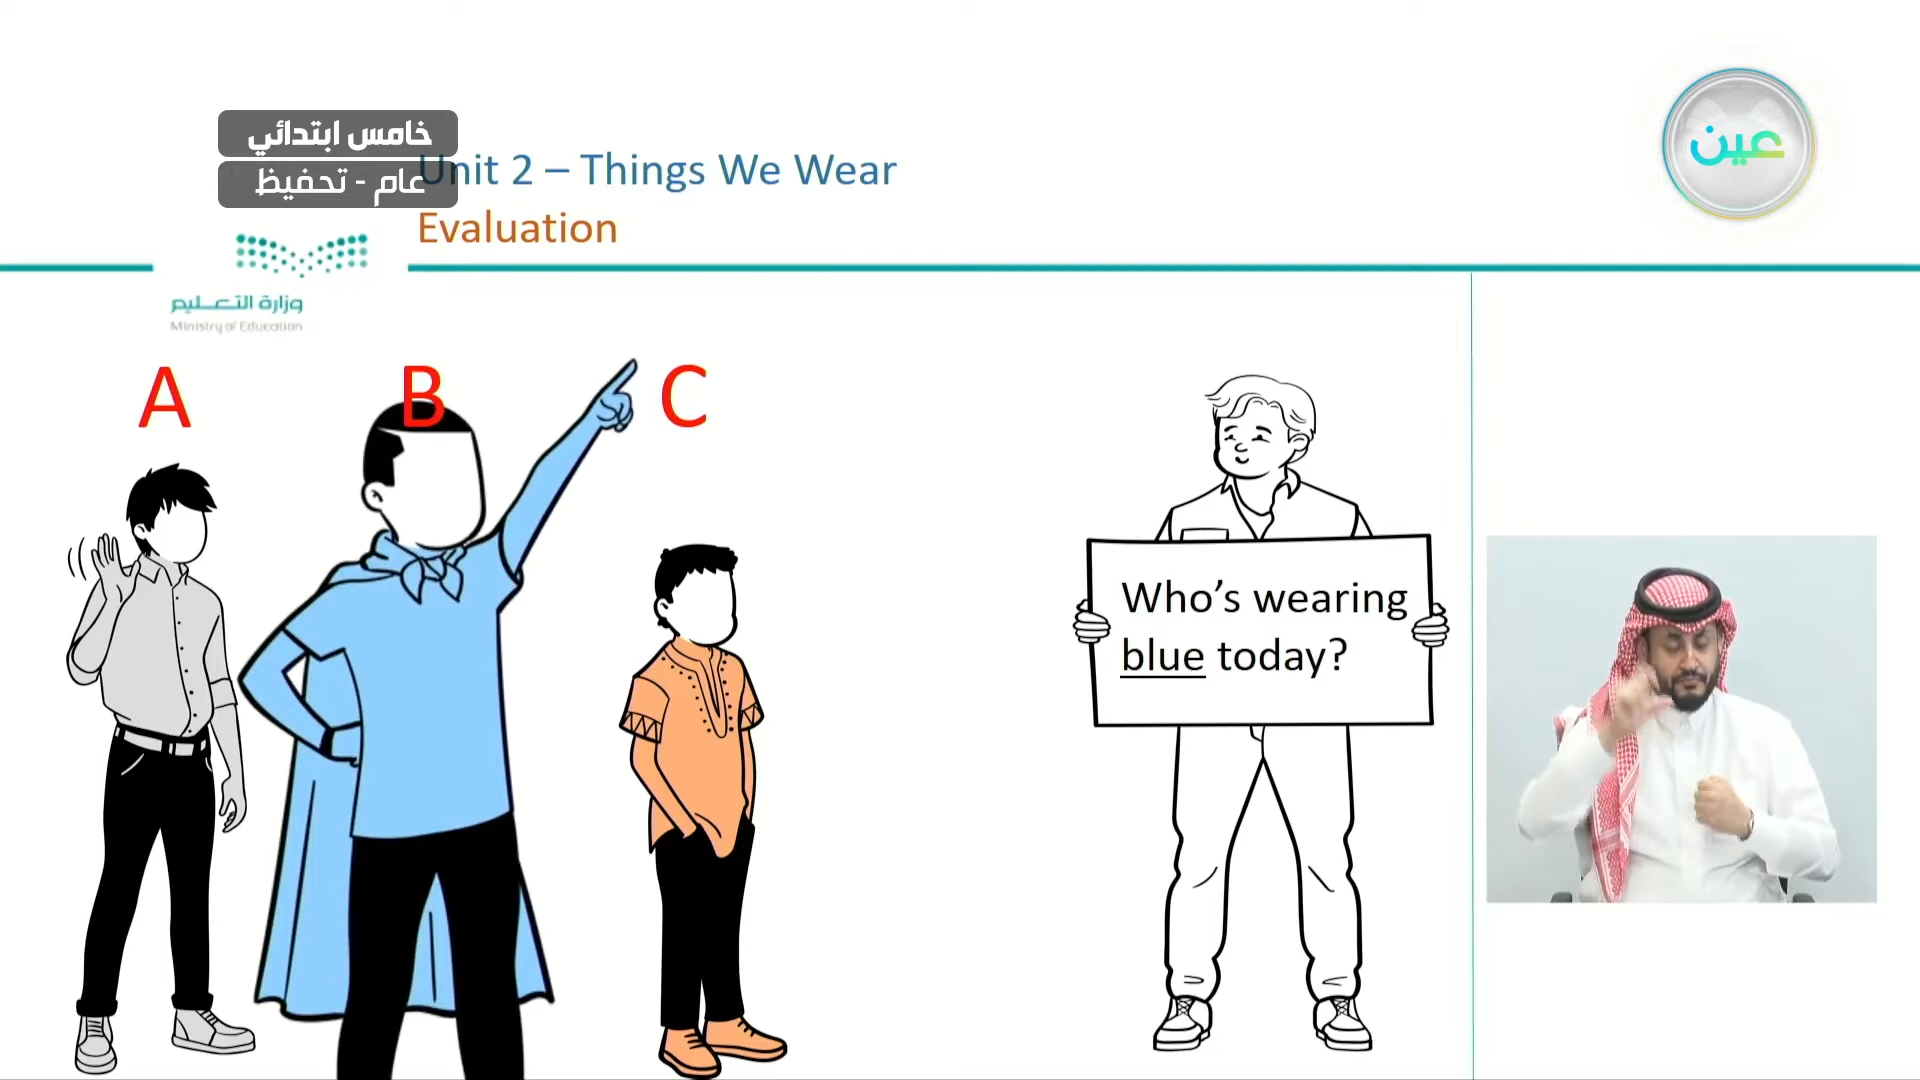 خامس ابتدائي
عام - تحفيظ
Unit 2 – Things We Wear
Evaluation
عين
وزارة التعليم
Ministry of Education
A
B
C
Who's wearing
blue today?